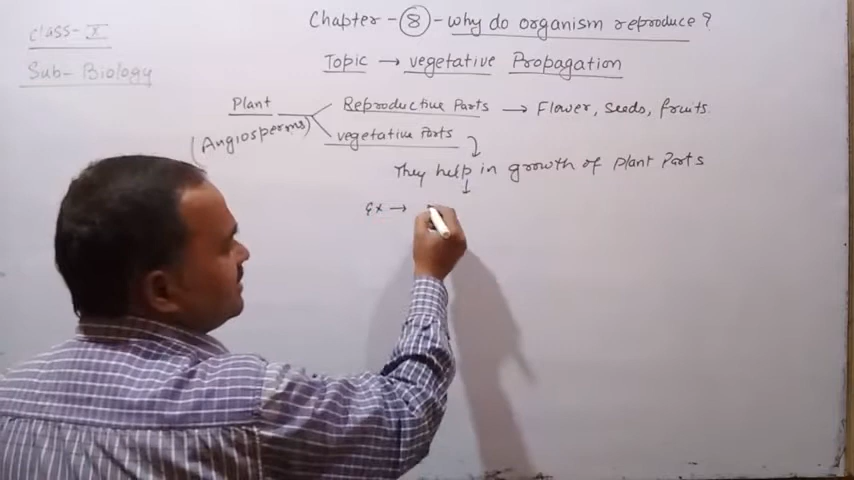 Class - X
Sub - Biology
Chapter - 8 - why do organism reproduce ?
Topic → vegetative Propagation
Plant
(Angiosperms)
Reproductive Parts → Flower, seeds, fruits
vegetative Parts
They help in growth of plant Parts
Ex →